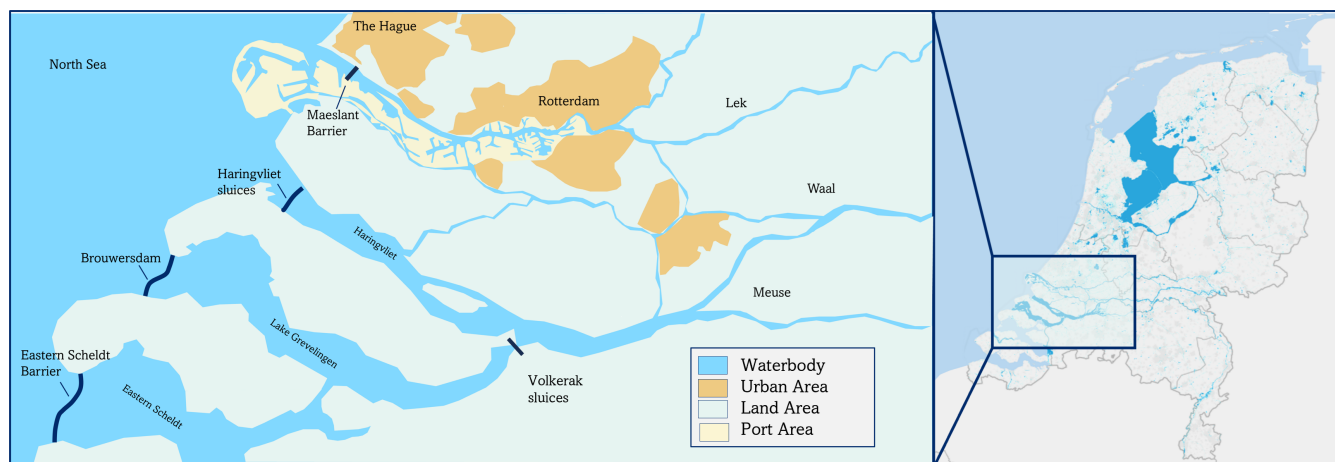 The Hague
North Sea
Rotterdam
Lek
Maeslant
Barrier
Haringvliet
sluices
Waal
Haringvliet
Brouwersdam
Meuse
Lake Grevelingen
Eastern Scheldt
Barrier
Eastern Scheldt
Volkerak
sluices
Waterbody
Urban Area
Land Area
Port Area